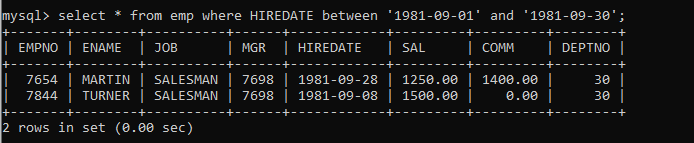 mysql> select * from emp where HIREDATE between '1981-09-01' and '1981-09-30';
+-------+--------+----------+------+------------+---------+---------+--------+
| EMPNO | ENAME  | JOB      | MGR  | HIREDATE   | SAL     | COMM    | DEPTNO |
+-------+--------+----------+------+------------+---------+---------+--------+
|  7654 | MARTIN | SALESMAN | 7698 | 1981-09-28 | 1250.00 | 1400.00 |     30 |
|  7844 | TURNER | SALESMAN | 7698 | 1981-09-08 | 1500.00 |    0.00 |     30 |
+-------+--------+----------+------+------------+---------+---------+--------+
2 rows in set (0.00 sec)